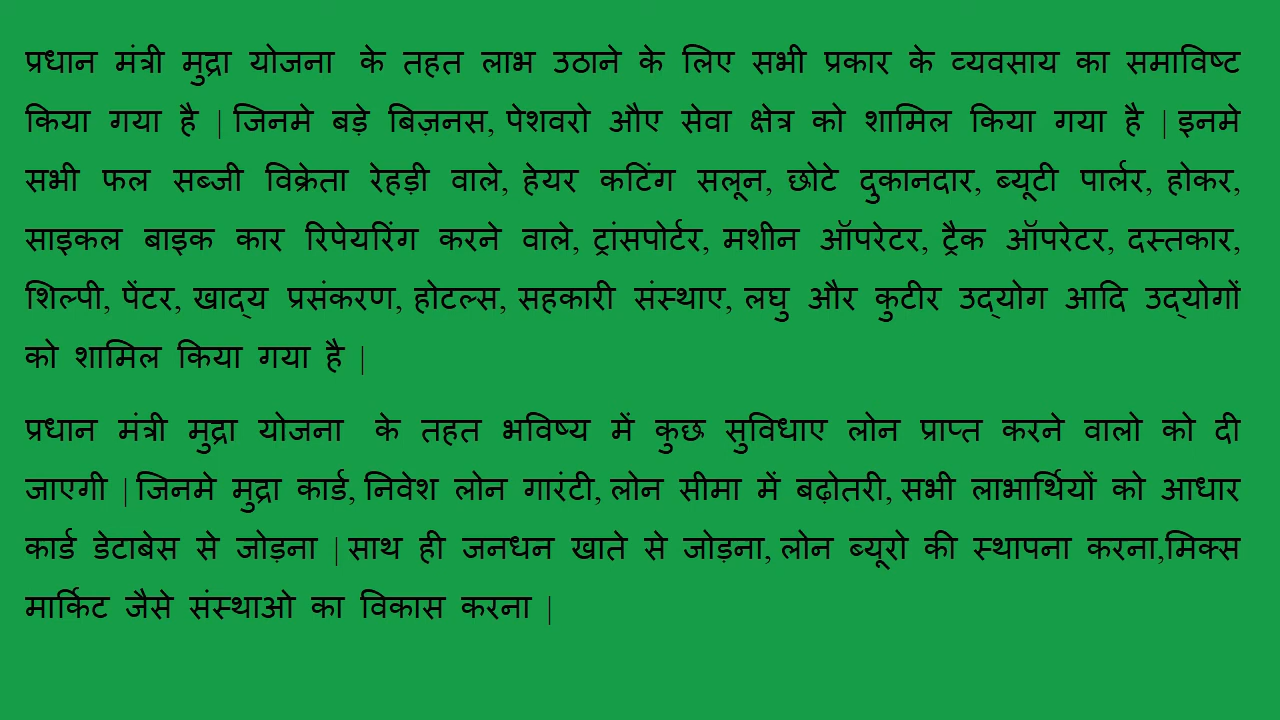 प्रधान मंत्री मुद्रा योजना के तहत लाभ उठाने के लिए सभी प्रकार के व्यवसाय का समाविष्ट
किया गया है | जिनमे बड़े बिज़नस, पेशवरो औए सेवा क्षेत्र को शामिल किया गया है | इनमे
सभी फल सब्जी विक्रेता रेहड़ी वाले, हेयर कटिंग सलून, छोटे दुकानदार, ब्यूटी पार्लर, होकर,
साइकल बाइक कार रिपेयरिंग करने वाले, ट्रांसपोर्टर, मशीन ऑपरेटर, ट्रैक ऑपरेटर, दस्तकार,
शिल्पी, पेंटर, खाद्य प्रसंकरण, होटल्स, सहकारी संस्थाए, लघु और कुटीर उद्योग आदि उद्योगों
को शामिल किया गया है |
प्रधान मंत्री मुद्रा योजना के तहत भविष्य में कुछ सुविधाए लोन प्राप्त करने वालो को दी
जाएगी | जिनमे मुद्रा कार्ड, निवेश लोन गारंटी, लोन सीमा में बढ़ोतरी, सभी लाभार्थियों को आधार
कार्ड डेटाबेस से जोड़ना | साथ ही जनधन खाते से जोड़ना, लोन ब्यूरो की स्थापना करना,मिक्स
मार्किट जैसे संस्थाओ का विकास करना |